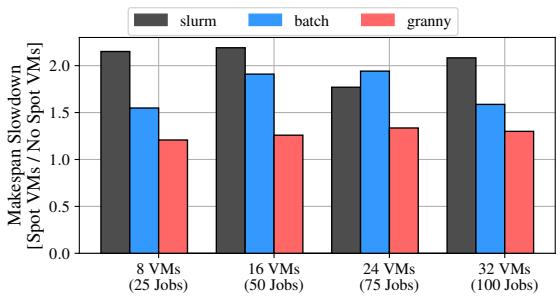 slurm batch granny
Makespan Slowdown
[Spot VMs / No Spot VMs]
2.0
1.5
1.0
0.5
0.0
8 VMs 16 VMs 24 VMs 32 VMs
(25 Jobs) (50 Jobs) (75 Jobs) (100 Jobs)